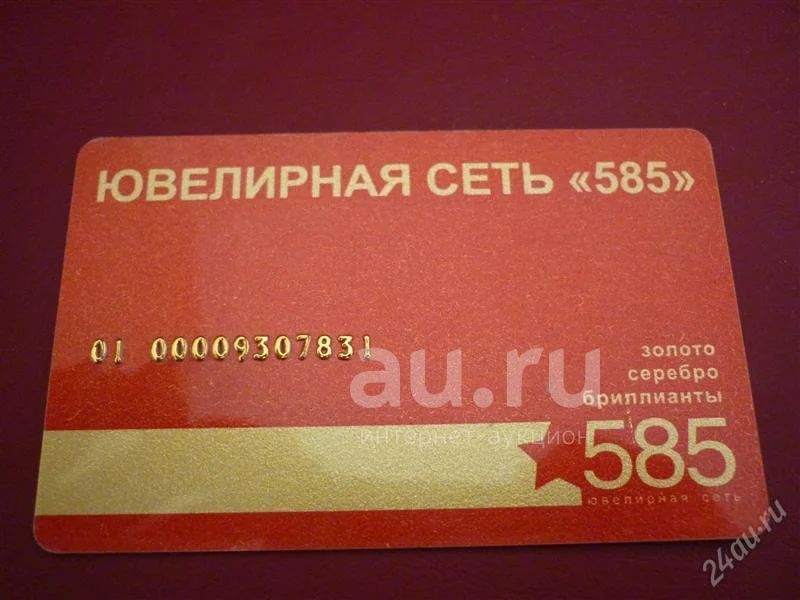 ЮВЕЛИРНАЯ СЕТЬ «585»
01 00009307831
золото
серебро
бриллианты
au.ru
интернет-аукцион
585
ювелирная сеть
24au.ru